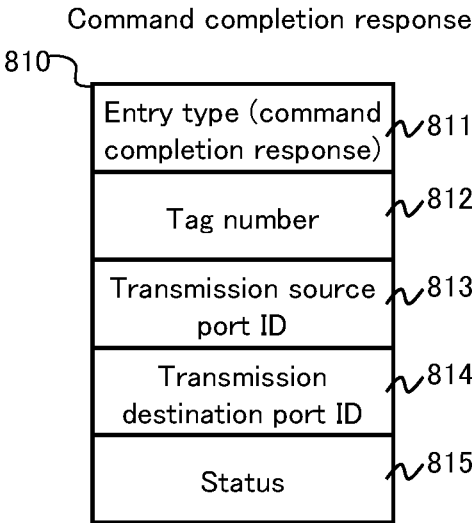 Command completion response
810
Entry type (command
completion response)
811
Tag number
812
Transmission source
port ID
813
Transmission
destination port ID
814
Status
815